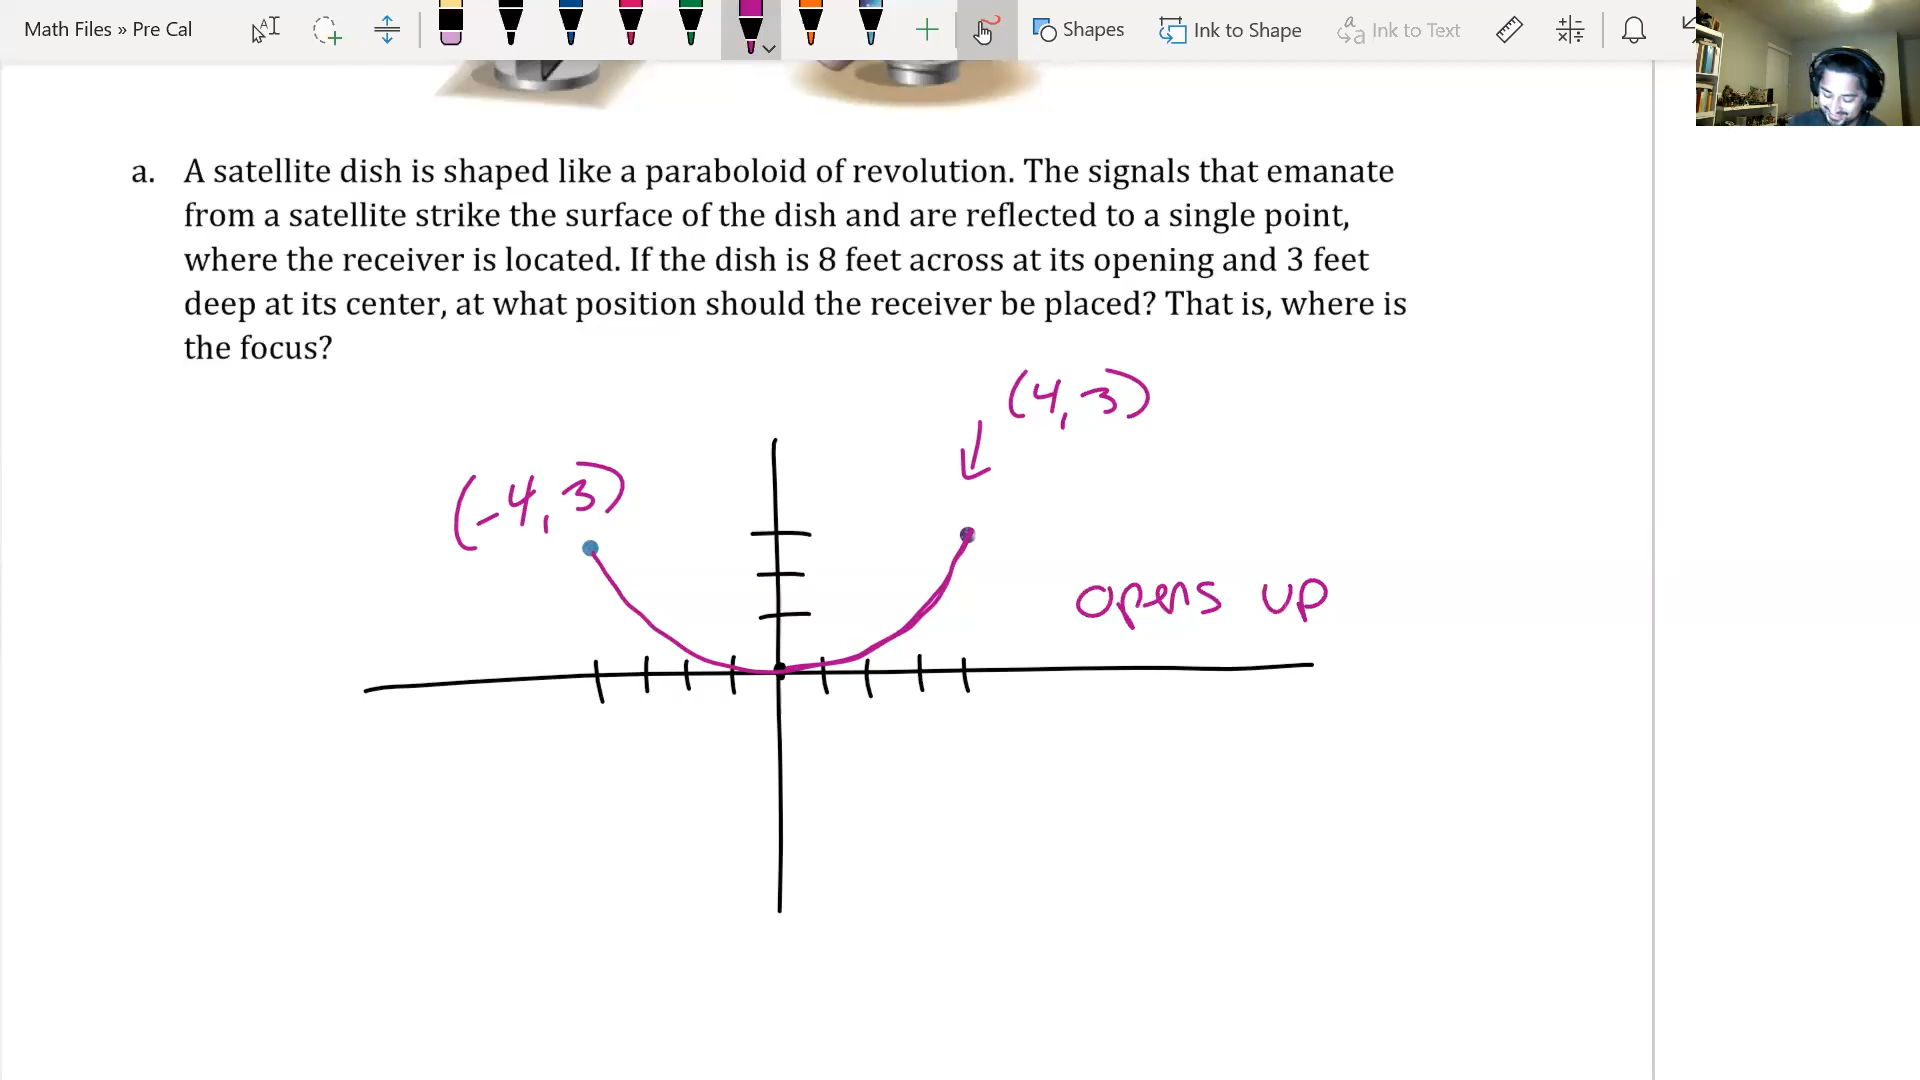 Math Files » Pre Cal
Shapes
Ink to Shape
Ink to Text
a. A satellite dish is shaped like a paraboloid of revolution. The signals that emanate
from a satellite strike the surface of the dish and are reflected to a single point,
where the receiver is located. If the dish is 8 feet across at its opening and 3 feet
deep at its center, at what position should the receiver be placed? That is, where is
the focus?
(4,3)
(-4,3)
opens up